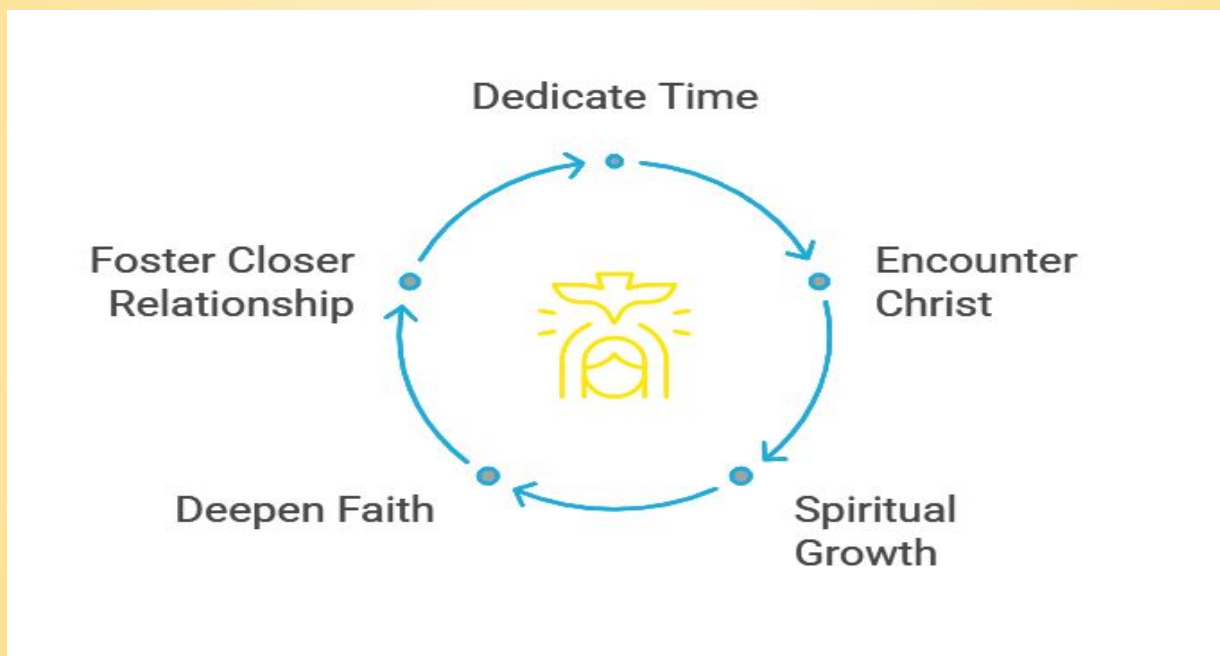 Dedicate Time
Encounter
Christ
Spiritual
Growth
Deepen Faith
Foster Closer
Relationship